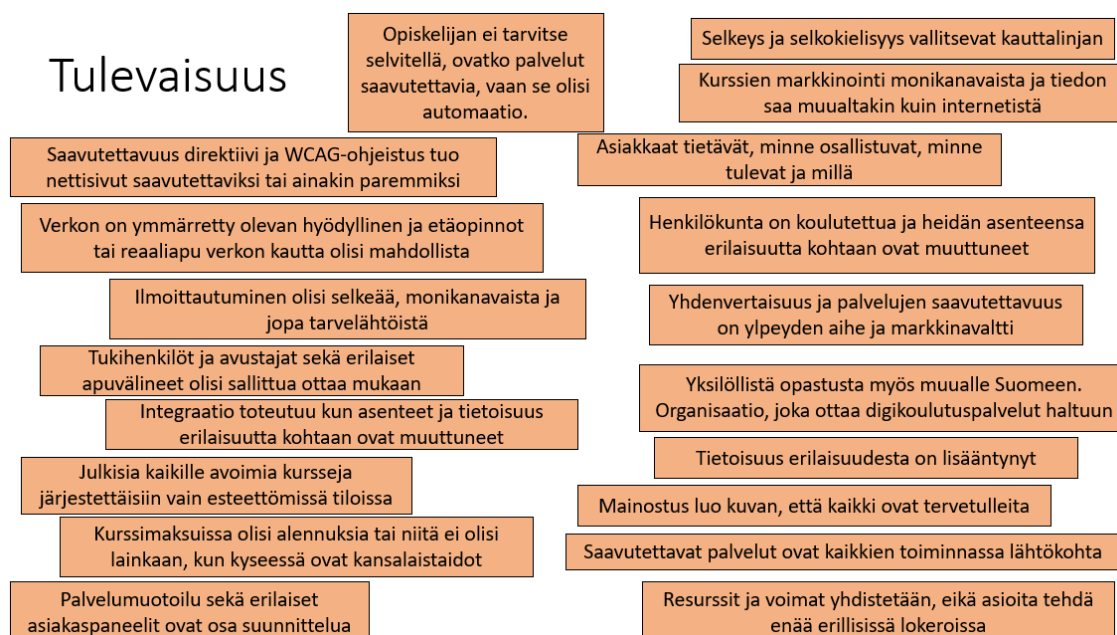 Tulevaisuus
Opiskelijan ei tarvitse
selvitellä, ovatko palvelut
saavutettavia, vaan se olisi
automaatio.
Saavutettavuus direktiivi ja WCAG-ohjeistus tuo
nettisivut saavutettaviksi tai ainakin paremmiksi
Verkon on ymmärretty olevan hyödyllinen ja etäopinnot
tai reaaliapu verkon kautta olisi mahdollista
Ilmoittautuminen olisi selkeää, monikanavaista ja
jopa tarvelähtöistä
Tukihenkilöt ja avustajat sekä erilaiset
apuvälineet olisi sallittua ottaa mukaan
Integraatio toteutuu kun asenteet ja tietoisuus
erilaisuutta kohtaan ovat muuttuneet
Julkisia kaikille avoimia kursseja
järjestettäisiin vain esteettömissä tiloissa
Kurssimaksuissa olisi alennuksia tai niitä ei olisi
lainkaan, kun kyseessä ovat kansalaistaidot
Palvelumuotoilu sekä erilaiset
asiakaspaneelit ovat osa suunnittelua
Selkeys ja selkokielisyys vallitsevat kauttalinjan
Kurssien markkinointi monikanavaista ja tiedon
saa muualtakin kuin internetistä
Asiakkaat tietävät, minne osallistuvat, minne
tulevat ja millä
Henkilökunta on koulutettua ja heidän asenteensa
erilaisuutta kohtaan ovat muuttuneet
Yhdenvertaisuus ja palvelujen saavutettavuus
on ylpeyden aihe ja markkinavaltti
Yksilöllistä opastusta myös muualle Suomeen.
Organisaatio, joka ottaa digikoulutuspalvelut haltuun
Tietoisuus erilaisuudesta on lisääntynyt
Mainostus luo kuvan, että kaikki ovat tervetulleita
Saavutettavat palvelut ovat kaikkien toiminnassa lähtökohta
Resurssit ja voimat yhdistetään, eikä asioita tehdä
enää erillisissä lokeroissa